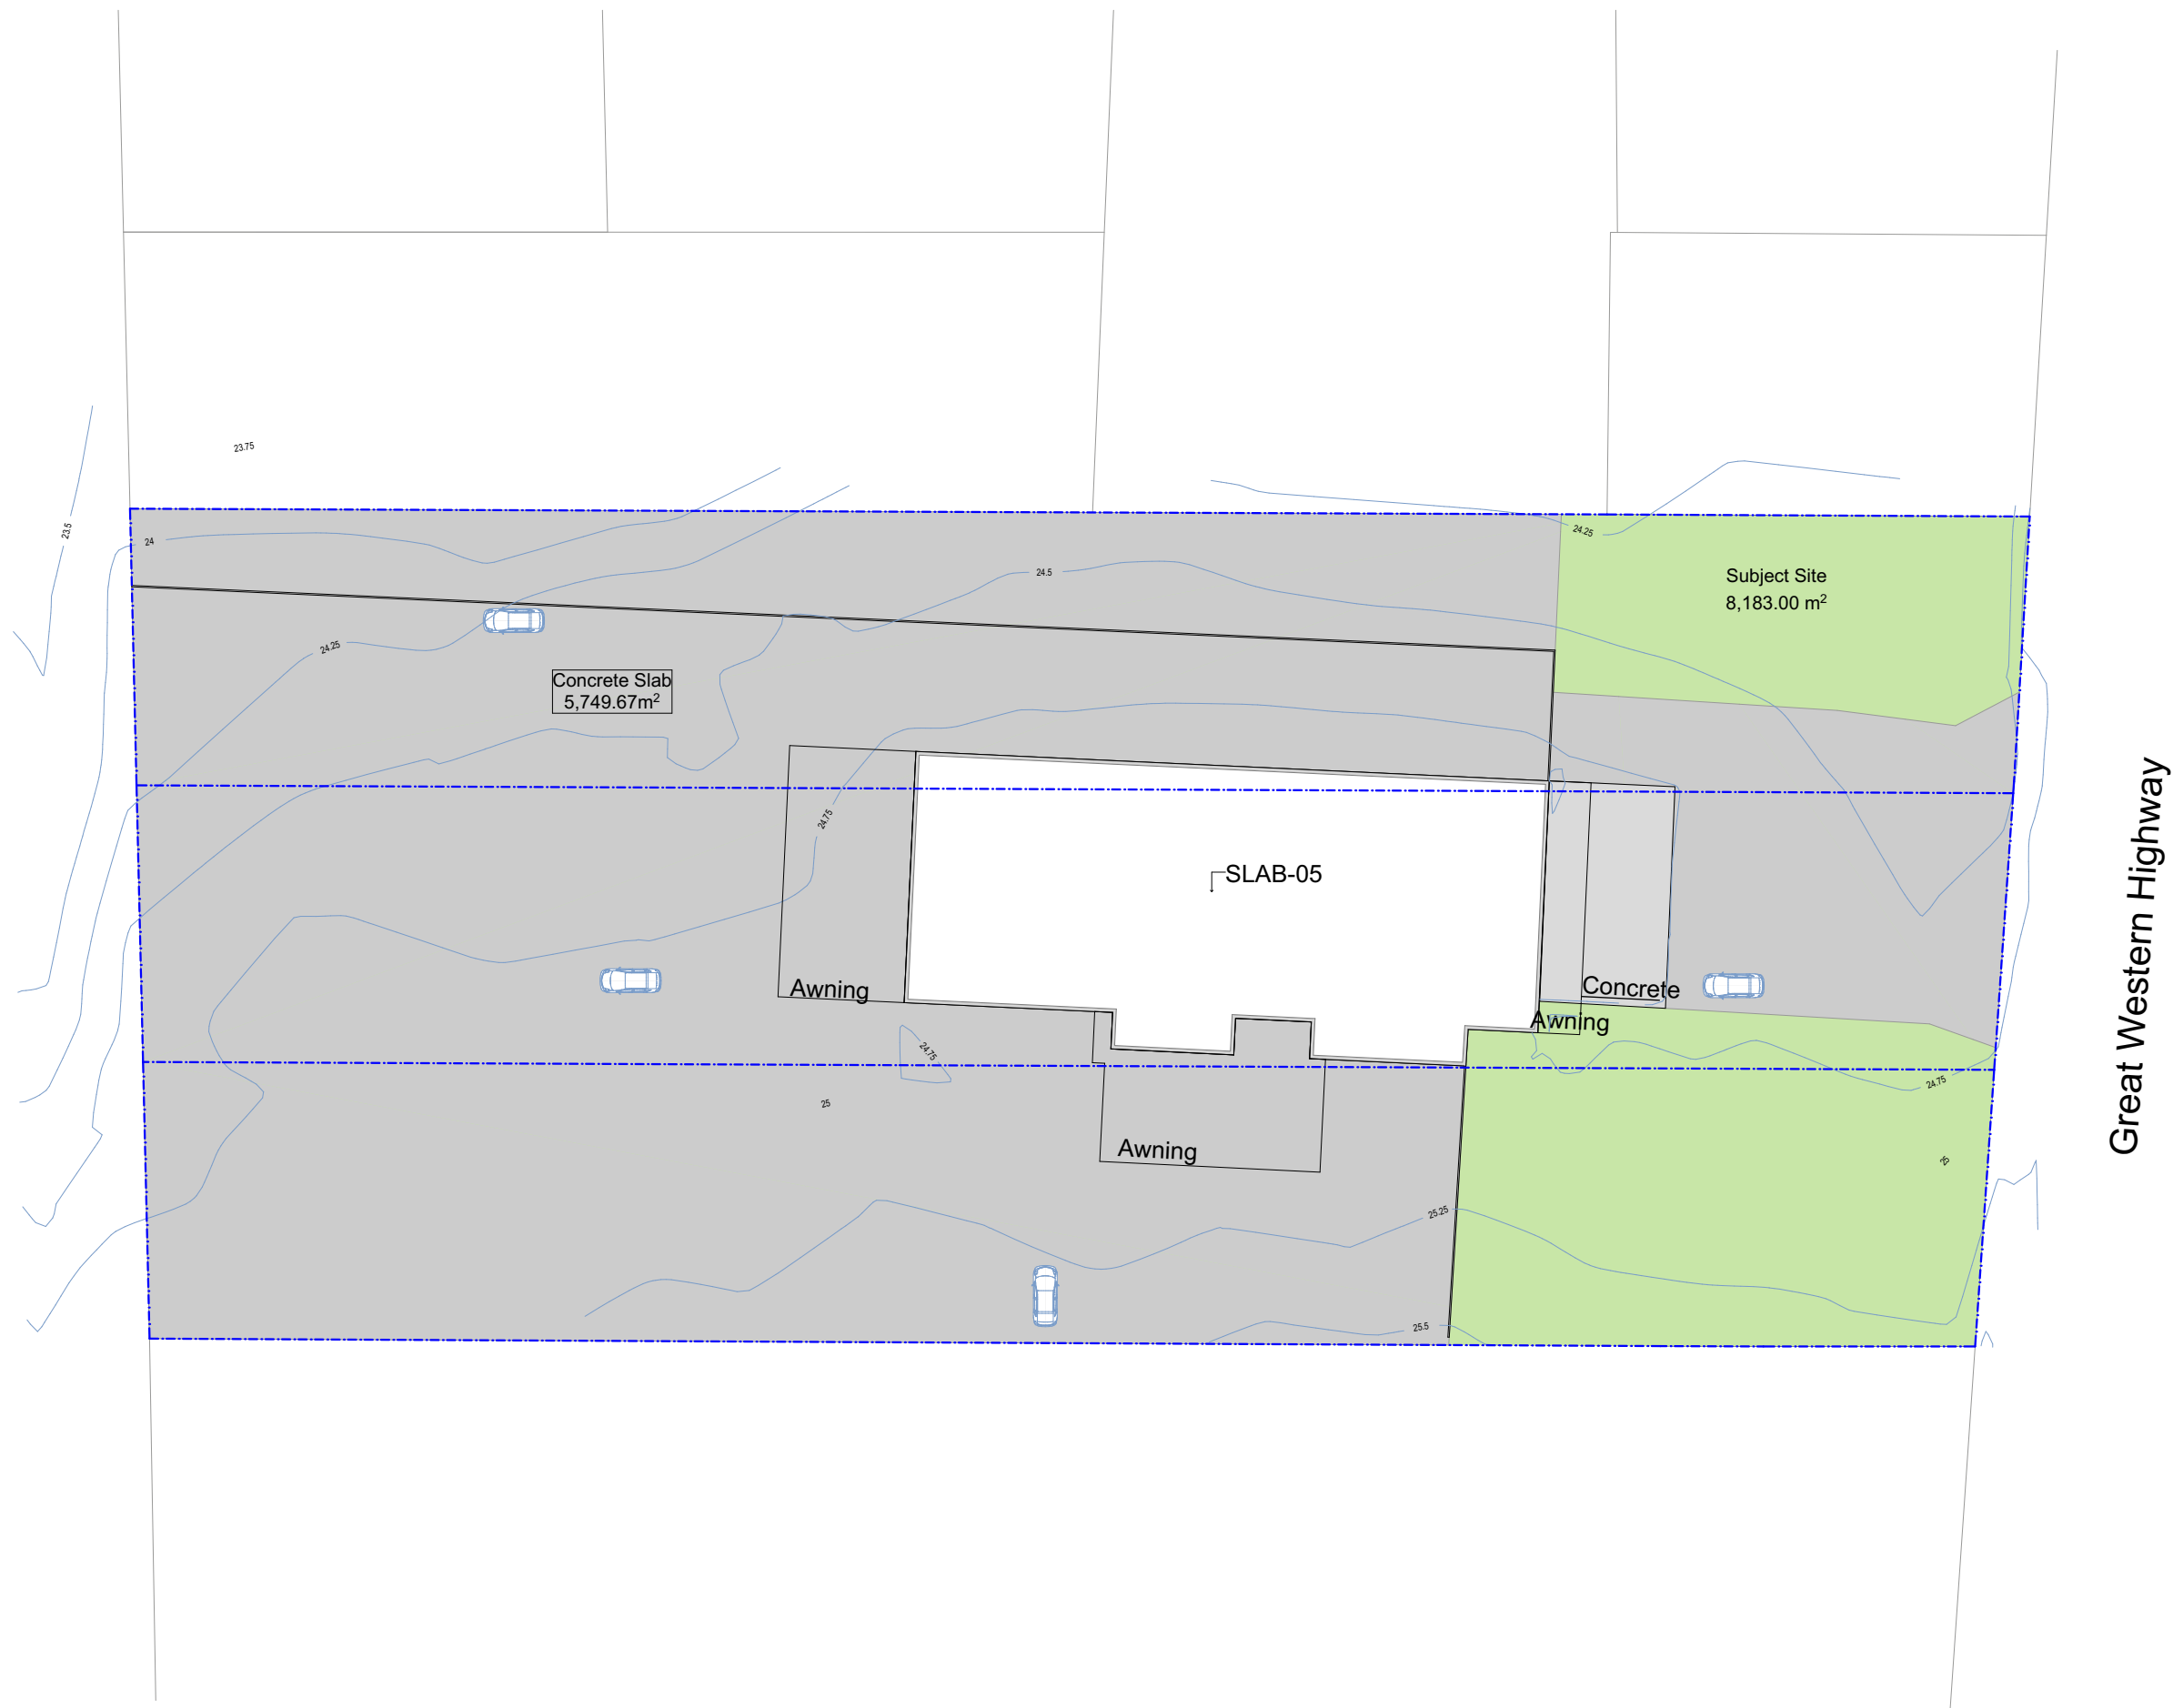 23.75
23.5
24
24.25
24.5
Subject Site
8,183.00 m²
24.25
Concrete Slab
5,749.67m²
24.75
SLAB-05
Great Western Highway
Awning
Concrete
Awning
24.75
24.75
25
Awning
25
25.25
25.5